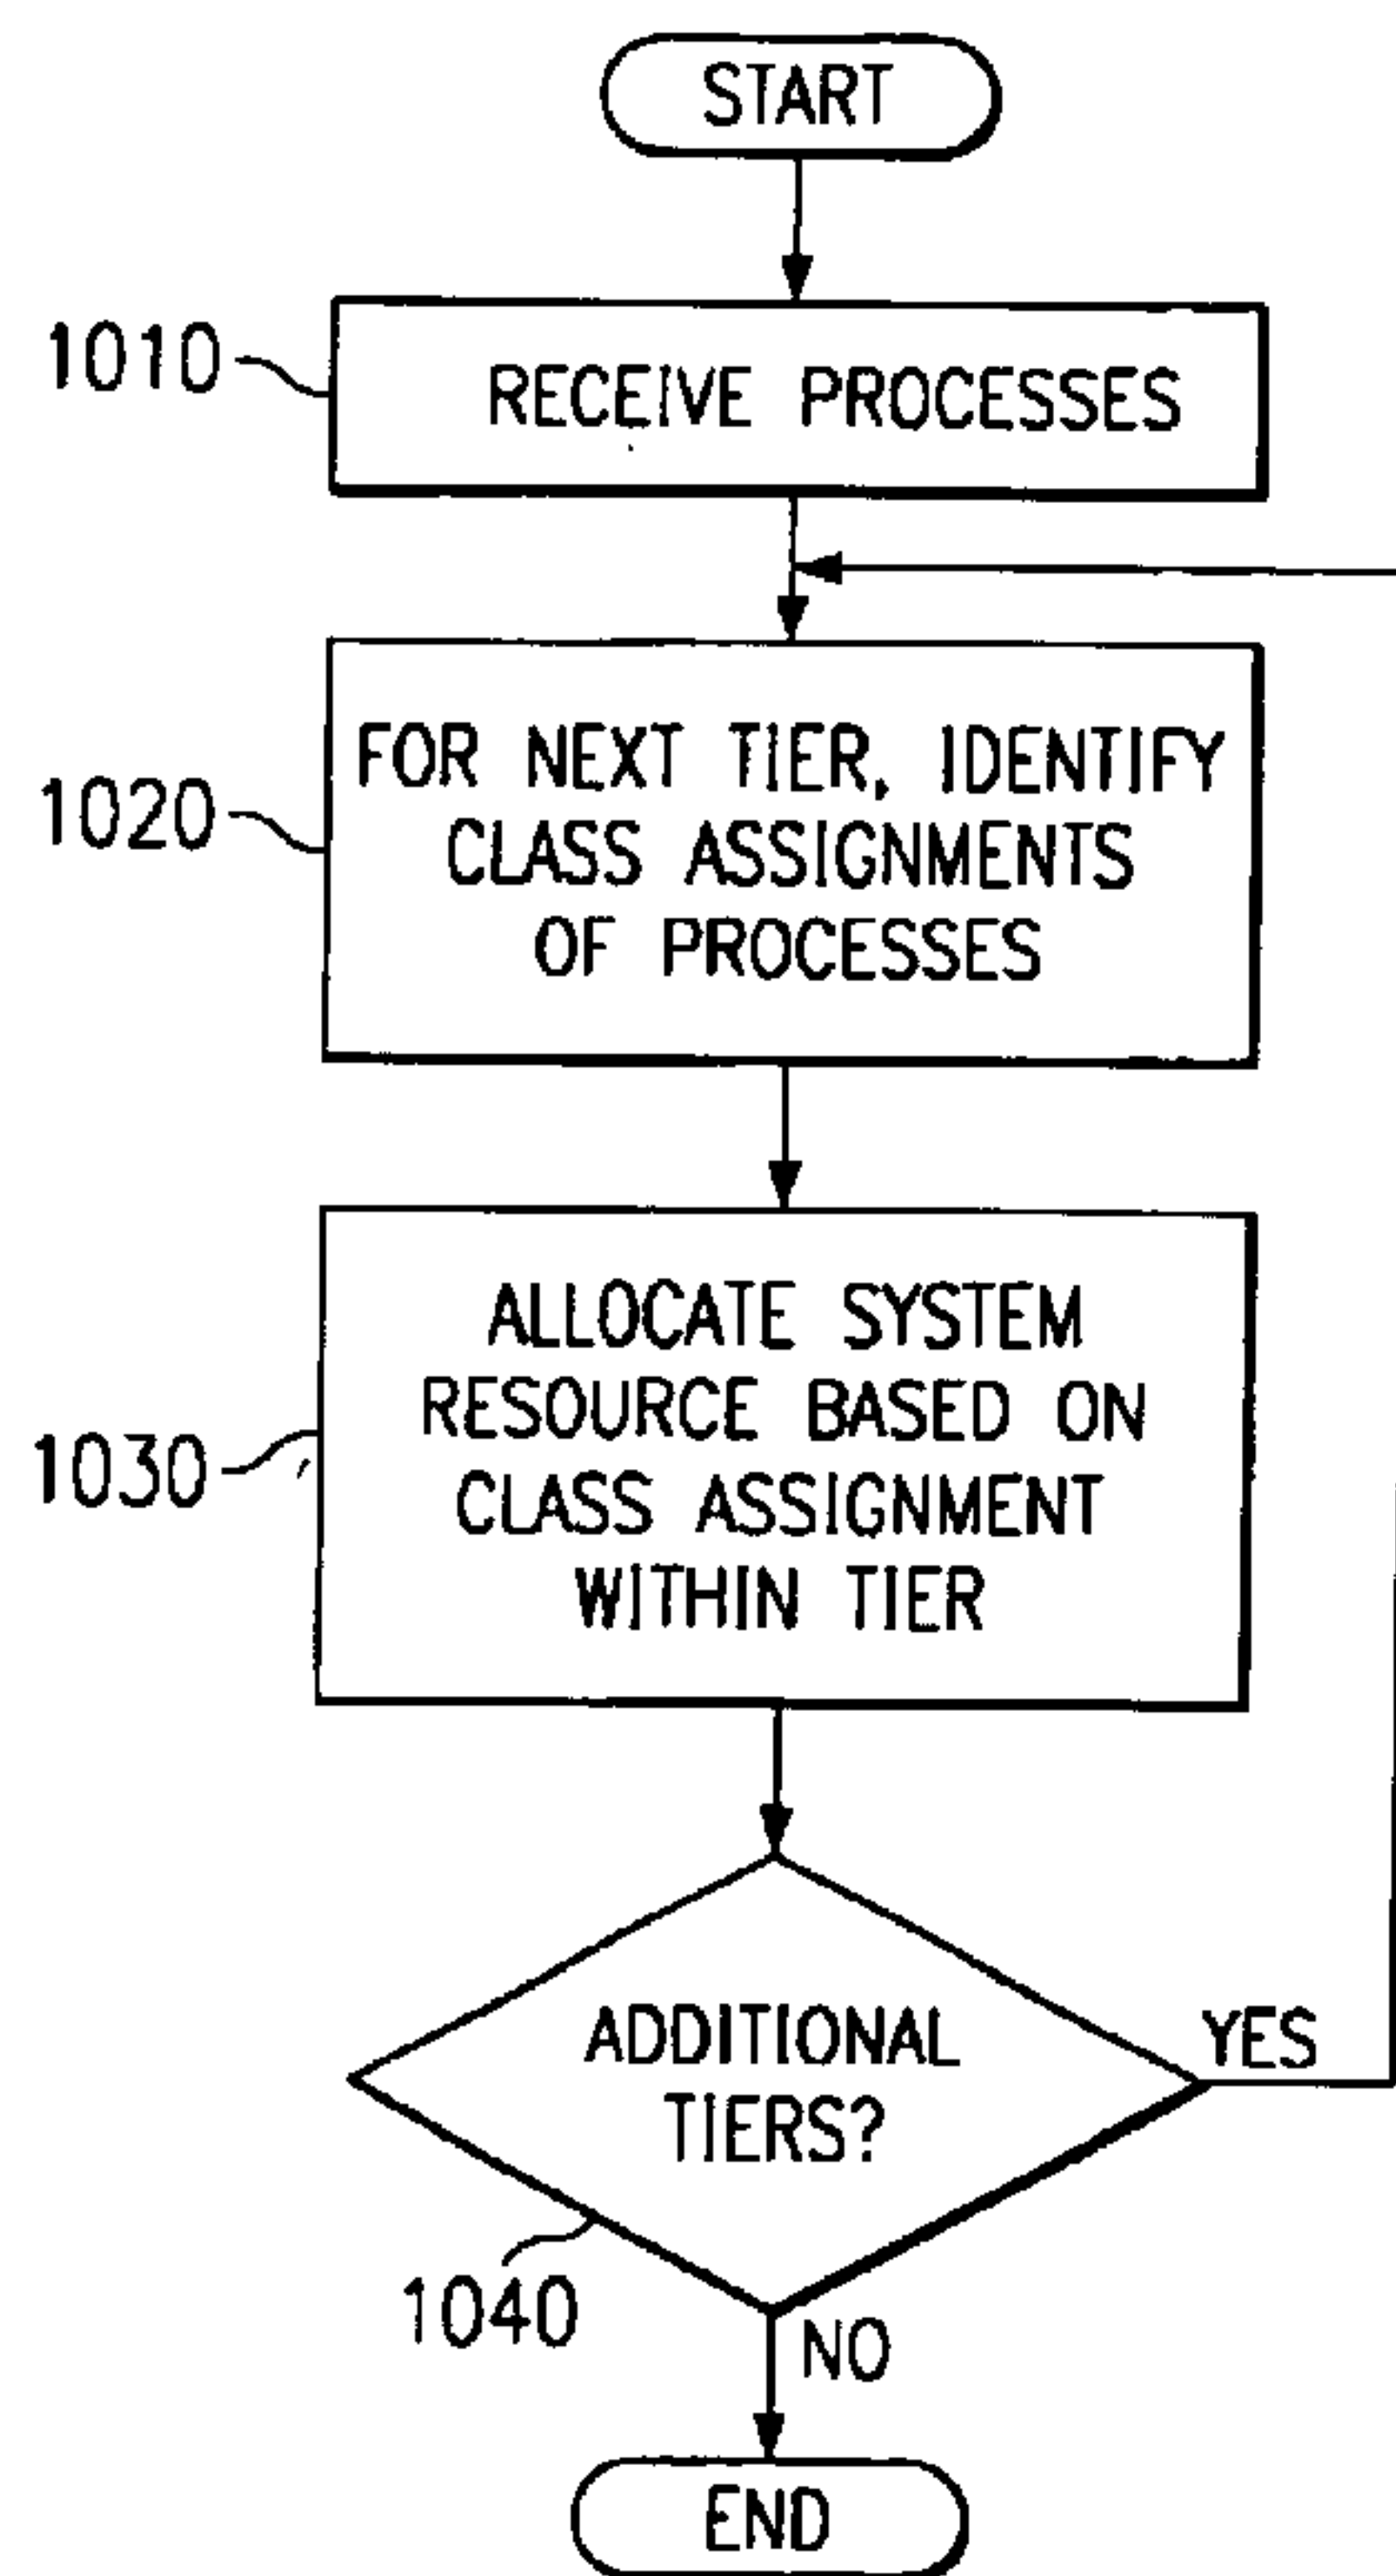 START
1010
RECEIVE PROCESSES
1020
FOR NEXT TIER, IDENTIFY
CLASS ASSIGNMENTS
OF PROCESSES
1030
ALLOCATE SYSTEM
RESOURCE BASED ON
CLASS ASSIGNMENT
WITHIN TIER
ADDITIONAL
TIERS?
YES
1040
NO
END